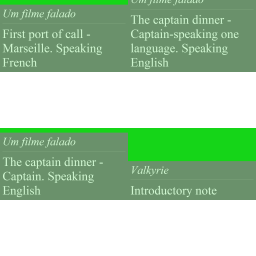 Um filme falado
First port of call -
Marseille. Speaking
French
Um filme falado
The captain dinner -
Captain-speaking one
language. Speaking
English
Um filme falado
The captain dinner -
Captain. Speaking
English
Valkyrie
Introductory note